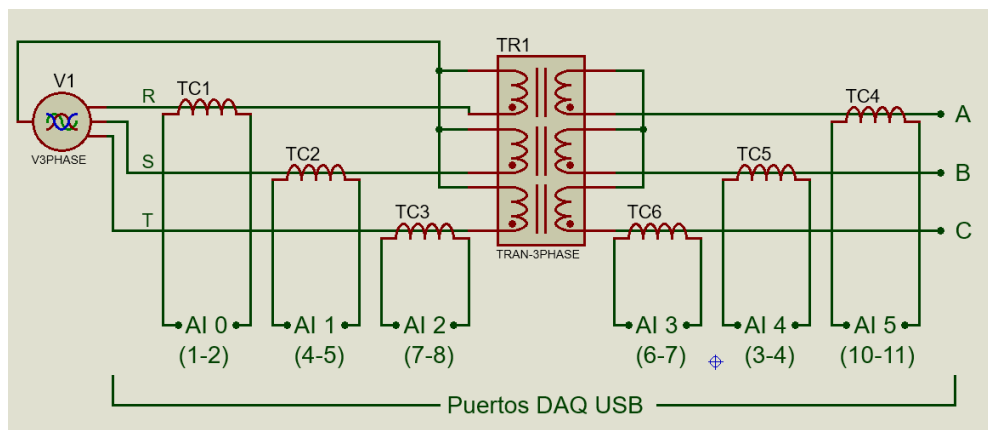 TR1
V1
R
TC1
TC4
A
V3PHASE
S
TC2
TC5
B
T
TC3
TC6
C
TRAN-3PHASE
AI 0
AI 1
AI 2
AI 3
AI 4
AI 5
(1-2)
(4-5)
(7-8)
(6-7)
(3-4)
(10-11)
Puertos DAQ USB